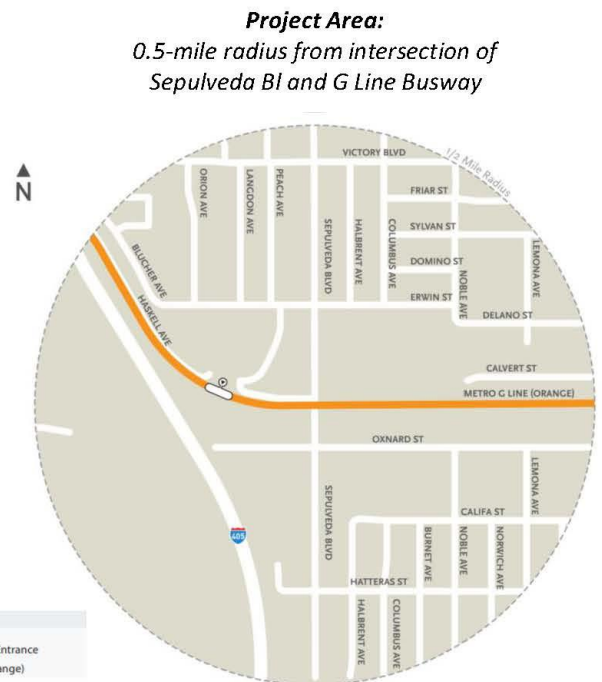 Project Area:
0.5-mile radius from intersection of
Sepulveda Bl and G Line Busway
1/2 Mile Radius
N
VICTORY BLVD
ORION AVE
LANGDON AVE
PEACH AVE
SEPULVEDA BLVD
HALBRENT AVE
COLUMBUS AVE
FRIAR ST
SYLVAN ST
DOMINO ST
ERWIN ST
NOBLE AVE
LEMONA AVE
DELANO ST
BLUCHER AVE
HASKELL AVE
CALVERT ST
METRO G LINE (ORANGE)
OXNARD ST
SEPULVEDA BLVD
LEMONA AVE
CALIFA ST
405
BURNET AVE
NOBLE AVE
NORWICH AVE
HATTERAS ST
HALBRENT AVE
COLUMBUS AVE
ntrance
nge)